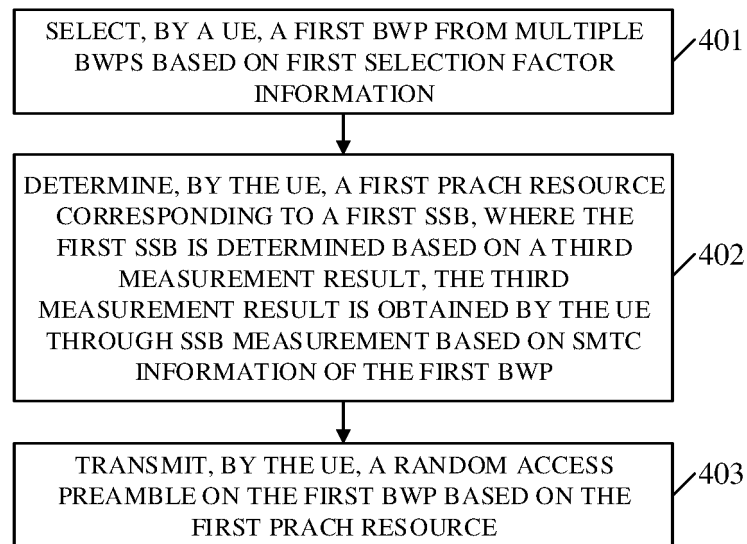 SELECT, BY A UE, A FIRST BWP FROM MULTIPLE
BWPS BASED ON FIRST SELECTION FACTOR
INFORMATION
401
DETERMINE, BY THE UE, A FIRST PRACH RESOURCE
CORRESPONDING TO A FIRST SSB, WHERE THE
FIRST SSB IS DETERMINED BASED ON A THIRD
MEASUREMENT RESULT, THE THIRD
MEASUREMENT RESULT IS OBTAINED BY THE UE
THROUGH SSB MEASUREMENT BASED ON SMTC
INFORMATION OF THE FIRST BWP
402
TRANSMIT, BY THE UE, A RANDOM ACCESS
PREAMBLE ON THE FIRST BWP BASED ON THE
FIRST PRACH RESOURCE
403